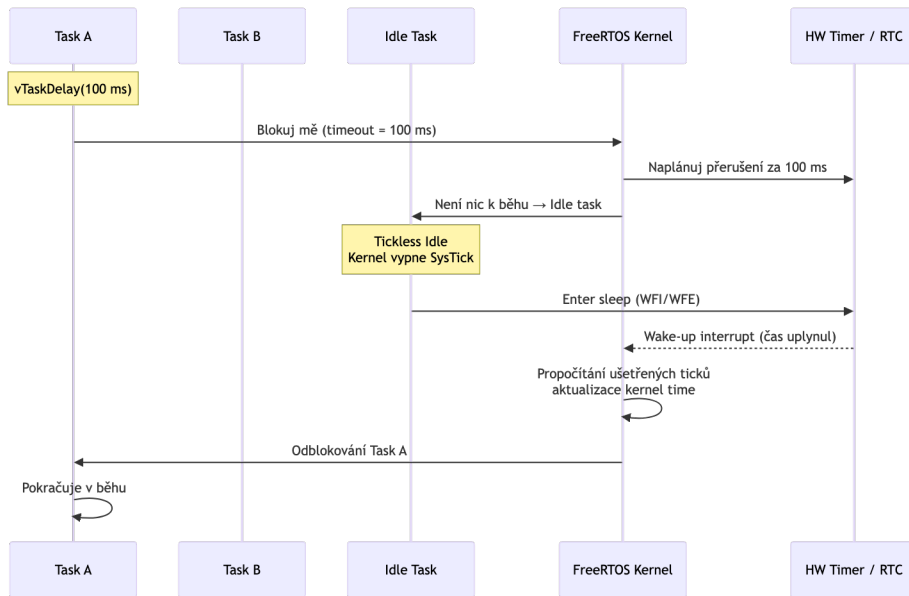 Task A
Task B
Idle Task
FreeRTOS Kernel
HW Timer / RTC
vTaskDelay(100 ms)
Blokuj mě (timeout = 100 ms)
Naplánuj přerušení za 100 ms
Není nic k běhu → Idle task
Tickless Idle
Kernel vypne SysTick
Enter sleep (WFI/WFE)
Wake-up interrupt (čas uplynul)
Propočítání ušetřených ticků
aktualizace kernel time
Odblokování Task A
Pokračuje v běhu
Task A
Task B
Idle Task
FreeRTOS Kernel
HW Timer / RTC